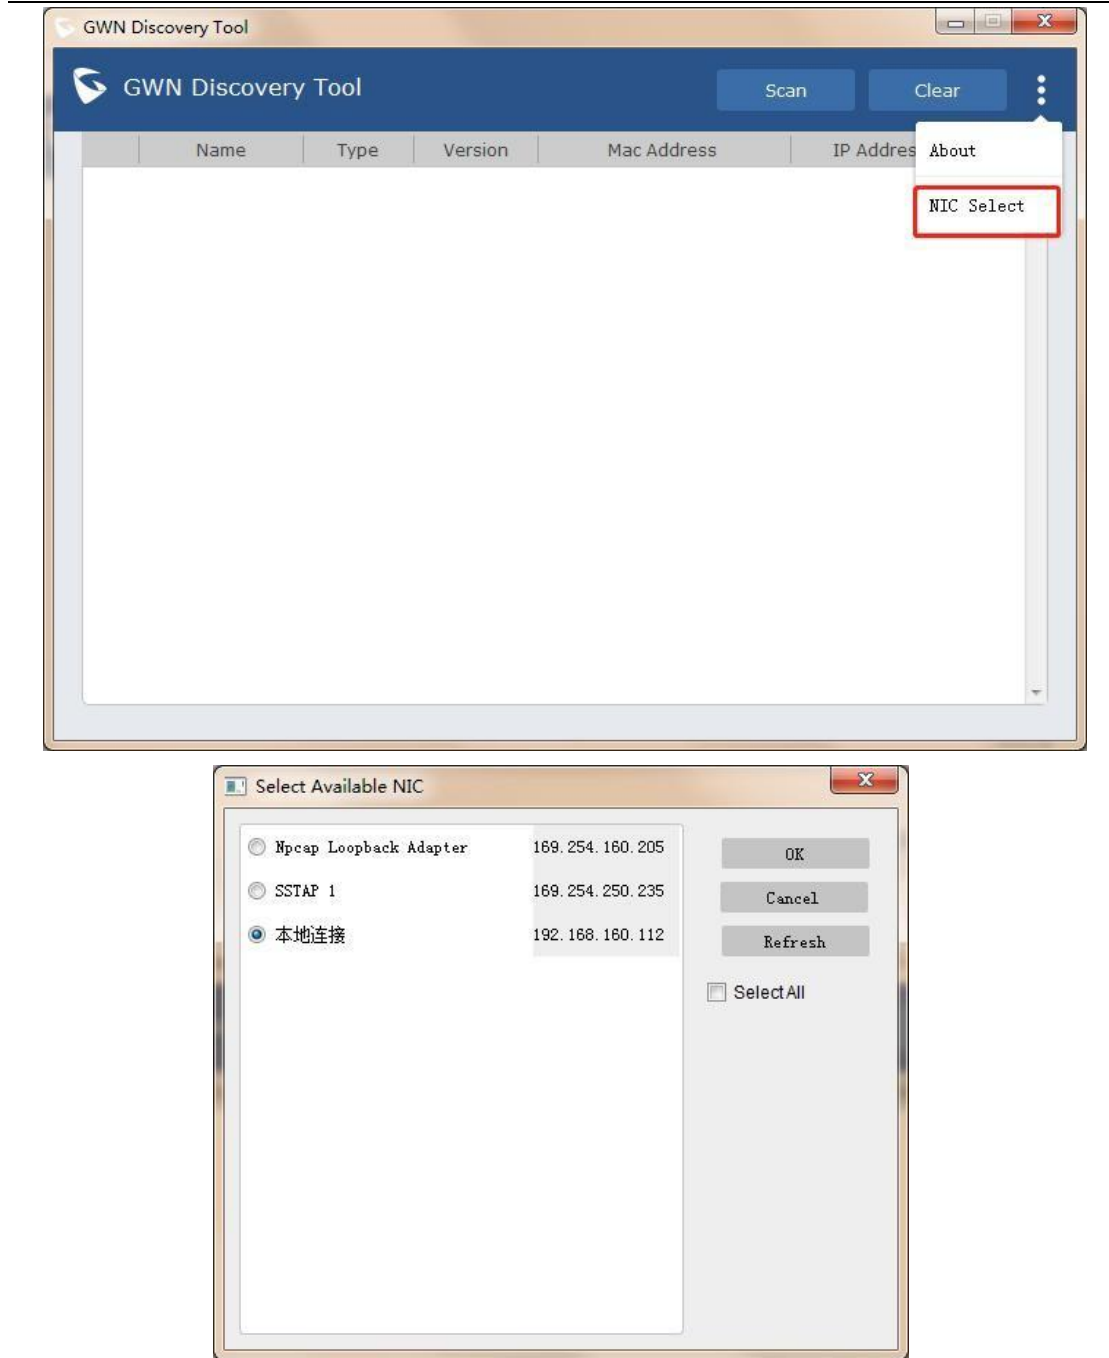 GWN Discovery Tool
GWN Discovery Tool
Scan
Clear
Name Type Version Mac Address IP Addres
About
NIC Select
Select Available NIC
Npcap Loopback Adapter 169.254.160.205
SSTAP 1 169.254.250.235
本地连接 192.168.160.112
OK
Cancel
Refresh
Select All